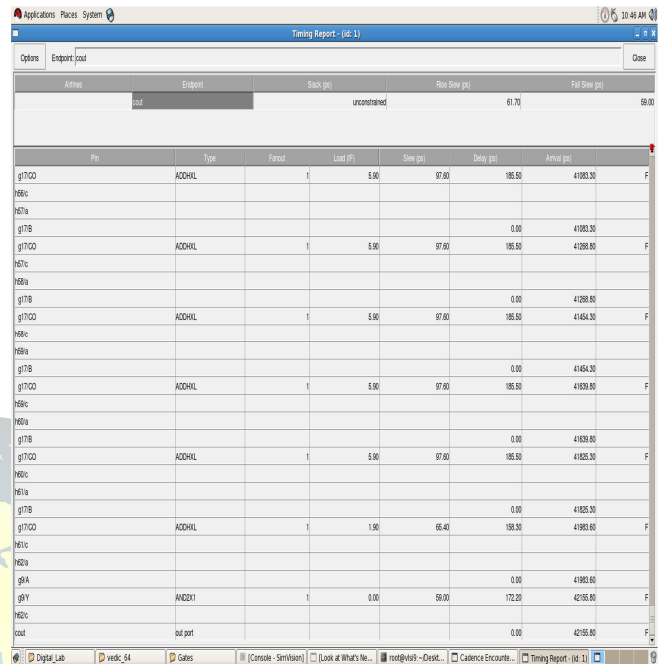 Applications Places System 10:46 AM
Timing Report - (id: 1)
Options Endpoint: cout Close
Airlines Endpoint Slack (ps) Rise Slew (ps) Fall Slew (ps)
cout unconstrained 61.70 59.00
Pin Type Fanout Load (fF) Slew (ps) Delay (ps) Arrival (ps)
g17/CO ADDHXL 1 5.90 97.60 185.50 41083.30 F
h56/c
h57/a
g17/B 0.00 41083.30
g17/CO ADDHXL 1 5.90 97.60 185.50 41268.80 F
h57/c
h58/a
g17/B 0.00 41268.80
g17/CO ADDHXL 1 5.90 97.60 185.50 41454.30 F
h58/c
h59/a
g17/B 0.00 41454.30
g17/CO ADDHXL 1 5.90 97.60 185.50 41639.80 F
h59/c
h60/a
g17/B 0.00 41639.80
g17/CO ADDHXL 1 5.90 97.60 185.50 41825.30 F
h60/c
h61/a
g17/B 0.00 41825.30
g17/CO ADDHXL 1 1.90 65.40 158.30 41983.60 F
h61/c
h62/a
g9/A 0.00 41983.60
g9/Y AND2X1 1 0.00 59.00 172.20 42155.80 F
h62/c
cout out port 0.00 42155.80 F
Digital_Lab vedic_64 Gates [Console - SimVision] [Look at What's Ne... root@vlsi9:~/Deskt... Cadence Encounte... Timing Report - (id: 1)